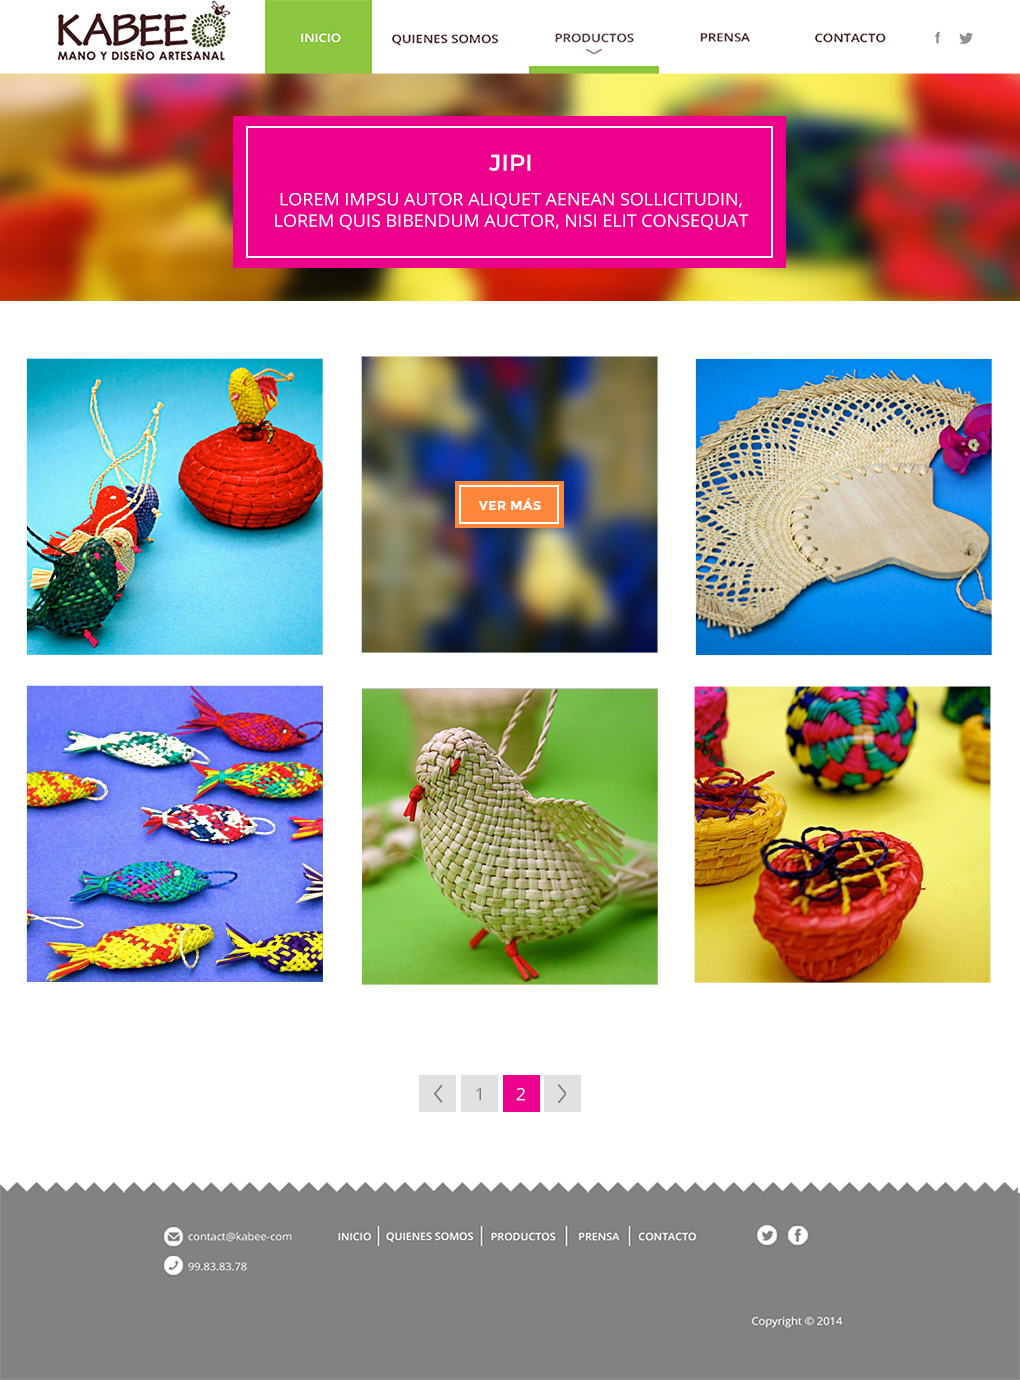 KABEE
MANO Y DISEÑO ARTESANAL
INICIO
QUIENES SOMOS
PRODUCTOS
PRENSA
CONTACTO
JIPI
LOREM IMPSU AUTOR ALIQUET AENEAN SOLLICITUDIN,
LOREM QUIS BIBENDUM AUCTOR, NISI ELIT CONSEQUAT
VER MÁS
1
2
contact@kabee-com
99.83.83.78
INICIO
QUIENES SOMOS
PRODUCTOS
PRENSA
CONTACTO
Copyright © 2014